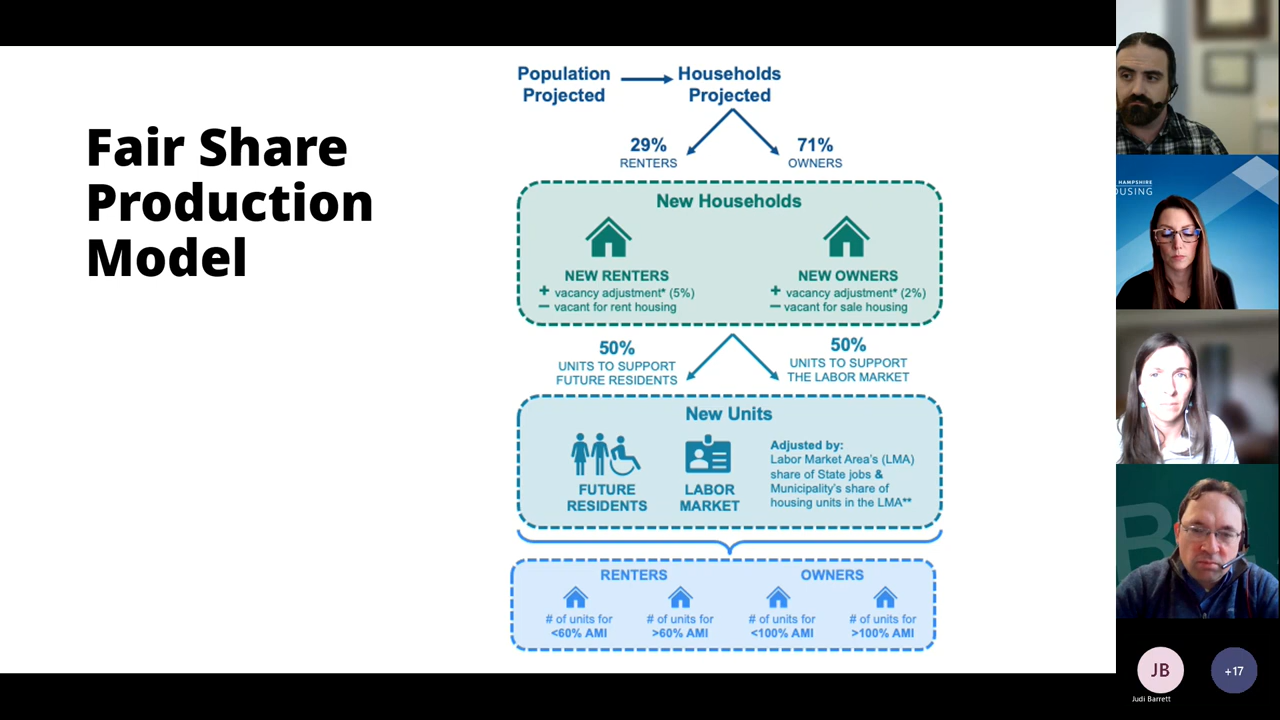 Fair Share
Production
Model
Population
Projected
Households
Projected
29%
RENTERS
71%
OWNERS
New Households
NEW RENTERS
+ vacancy adjustment* (5%)
− vacant for rent housing
NEW OWNERS
+ vacancy adjustment* (2%)
− vacant for sale housing
50%
UNITS TO SUPPORT
FUTURE RESIDENTS
50%
UNITS TO SUPPORT
THE LABOR MARKET
New Units
FUTURE
RESIDENTS
LABOR
MARKET
Adjusted by:
Labor Market Area's (LMA)
share of State jobs &
Municipality's share of
housing units in the LMA**
RENTERS
OWNERS
# of units for
<60% AMI
# of units for
>60% AMI
# of units for
<100% AMI
# of units for
>100% AMI
HAMPSHIRE
OUSING
JB
Judi Barrett
+17